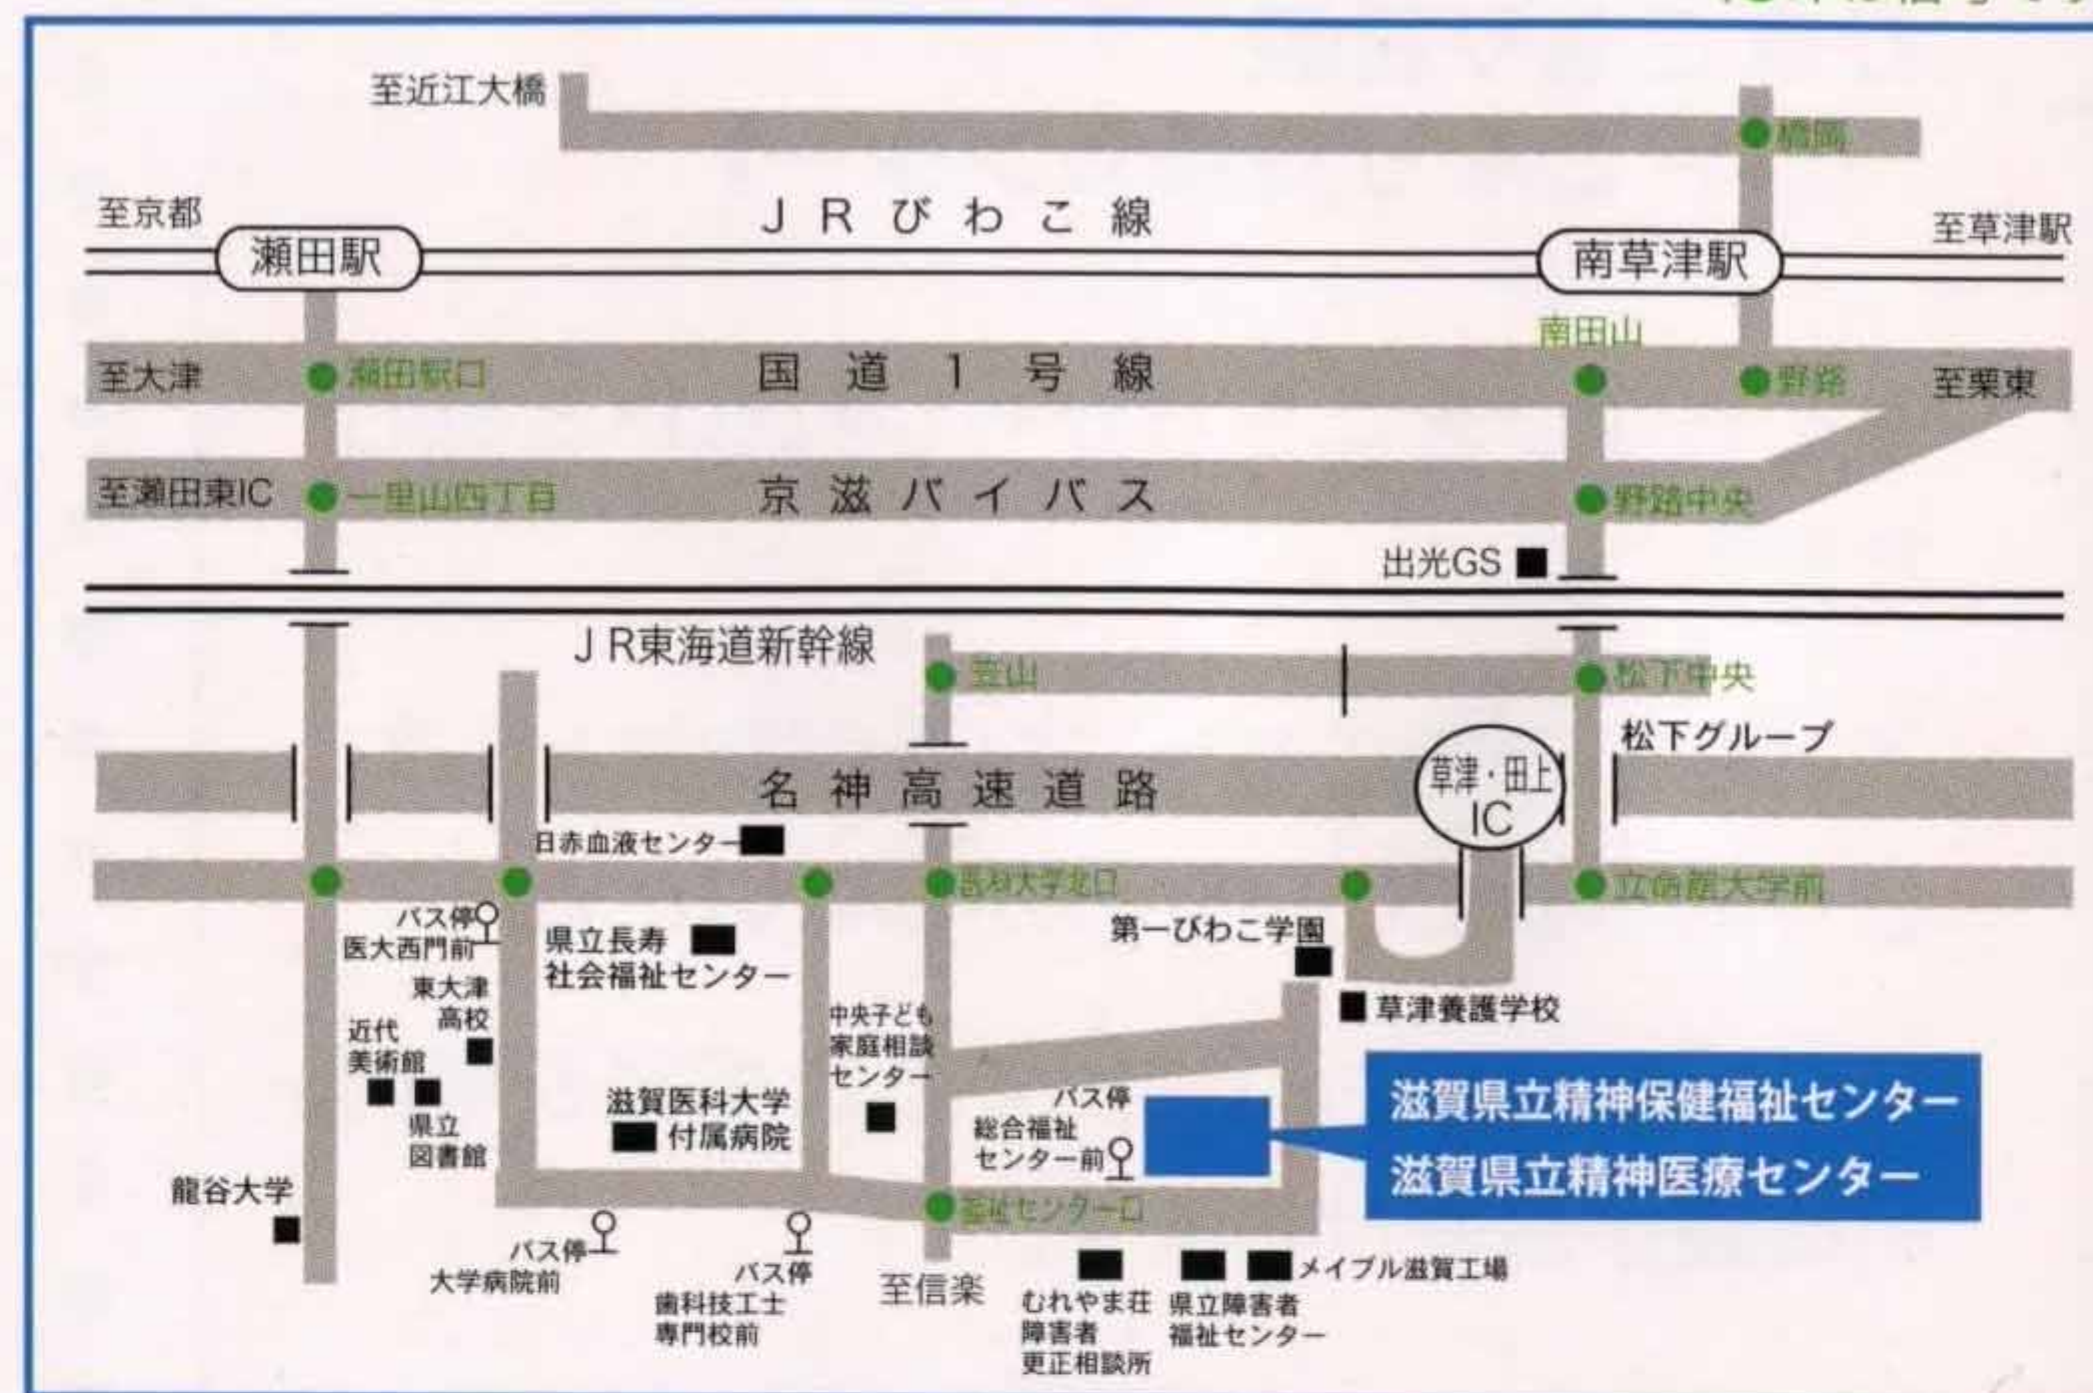 至近江大橋
橋岡
至京都
JRびわこ線
至草津駅
瀬田駅
南草津駅
南田山
至大津
瀬田駅口
国道1号線
野路
至栗東
至瀬田東IC
一里山四丁目
京滋バイパス
野路中央
出光GS
JR東海道新幹線
笠山
松下中央
松下グループ
名神高速道路
草津・田上
IC
日赤血液センター
医科大学北口
立命館大学前
バス停
医大西門前
県立長寿
社会福祉センター
第一びわこ学園
東大津
高校
草津養護学校
近代
美術館
中央子ども
家庭相談
センター
県立
図書館
滋賀医科大学
付属病院
バス停
総合福祉
センター前
滋賀県立精神保健福祉センター
滋賀県立精神医療センター
龍谷大学
福祉センター口
バス停
大学病院前
バス停
歯科技工士
専門校前
至信楽
むれやま荘
障害者
更正相談所
県立障害者
福祉センター
メイプル滋賀工場